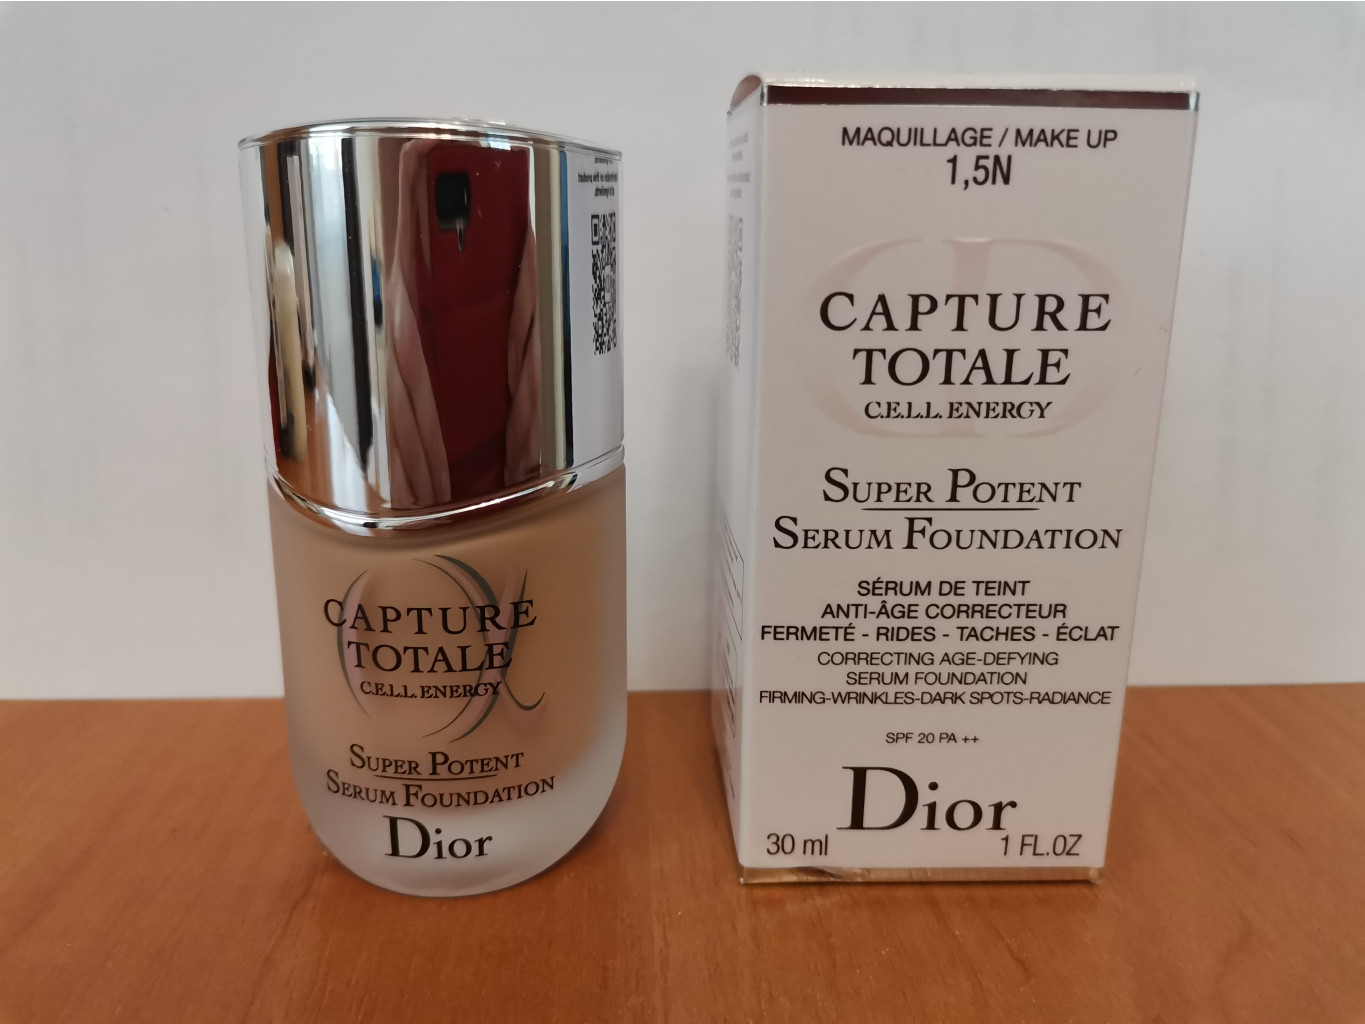 CAPTURE
TOTALE
C.E.L.L. ENERGY
SUPER POTENT
SERUM FOUNDATION
Dior
MAQUILLAGE / MAKE UP
1,5N
CAPTURE
TOTALE
C.E.L.L. ENERGY
SUPER POTENT
SERUM FOUNDATION
SÉRUM DE TEINT
ANTI-ÂGE CORRECTEUR
FERMETÉ - RIDES - TACHES - ÉCLAT
CORRECTING AGE-DEFYING
SERUM FOUNDATION
FIRMING-WRINKLES-DARK SPOTS-RADIANCE
SPF 20 PA ++
Dior
30 ml 1 FL.OZ